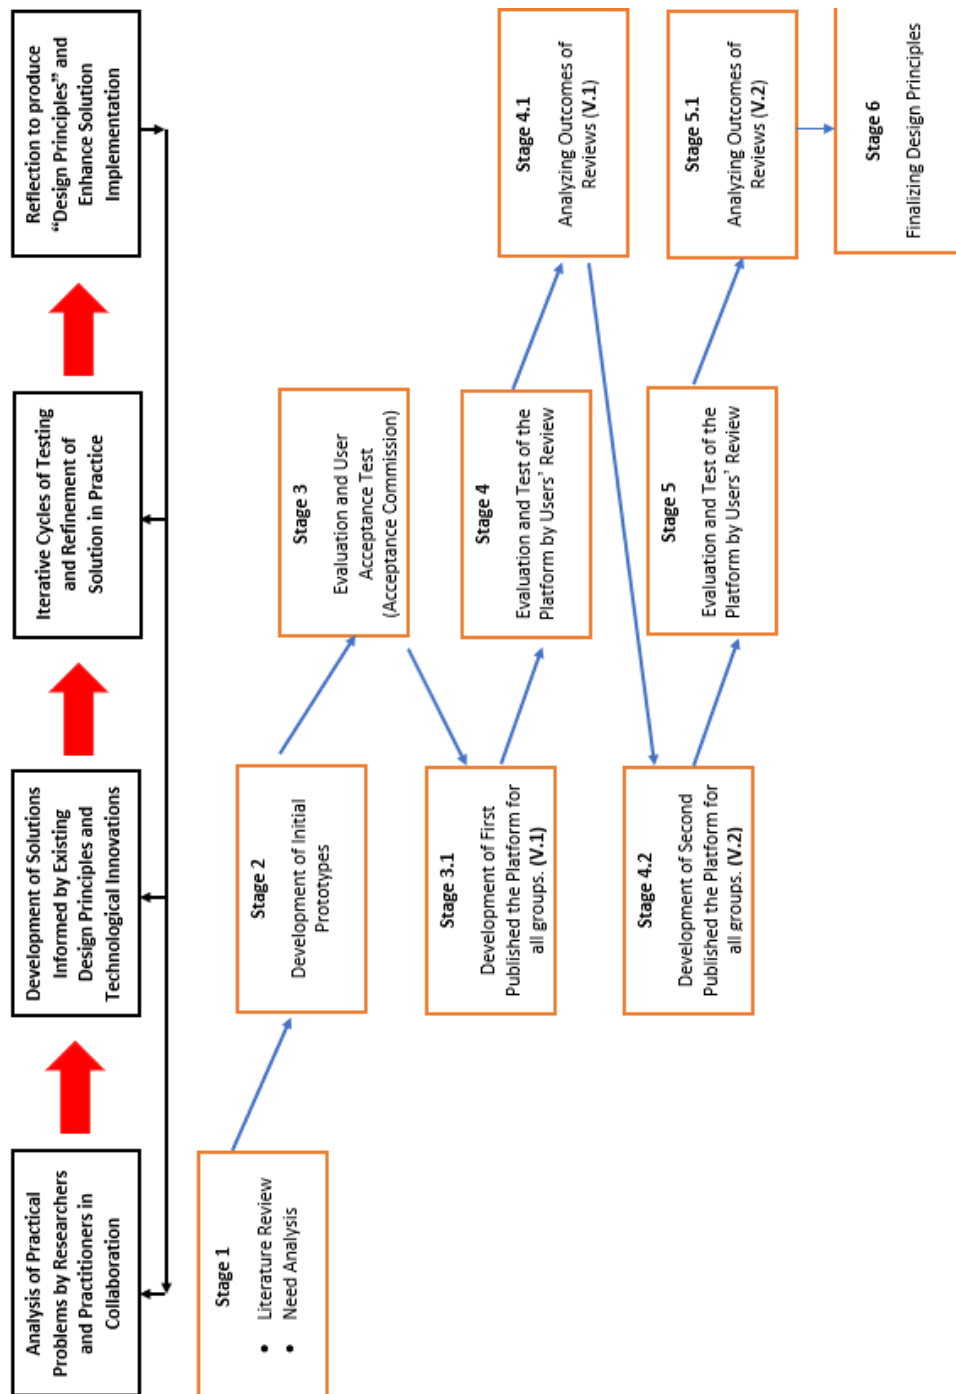 Analysis of Practical
Problems by Researchers
and Practitioners in
Collaboration
Development of Solutions
Informed by Existing
Design Principles and
Technological Innovations
Iterative Cycles of Testing
and Refinement of
Solution in Practice
Reflection to produce
“Design Principles” and
Enhance Solution
Implementation
Stage 1
• Literature Review
• Need Analysis
Stage 2
Development of Initial
Prototypes
Stage 3
Evaluation and User
Acceptance Test
(Acceptance Commission)
Stage 3.1
Development of First
Published the Platform for
all groups. (V.1)
Stage 4
Evaluation and Test of the
Platform by Users' Review
Stage 4.1
Analyzing Outcomes of
Reviews (V.1)
Stage 4.2
Development of Second
Published the Platform for
all groups. (V.2)
Stage 5
Evaluation and Test of the
Platform by Users' Review
Stage 5.1
Analyzing Outcomes of
Reviews (V.2)
Stage 6
Finalizing Design Principles